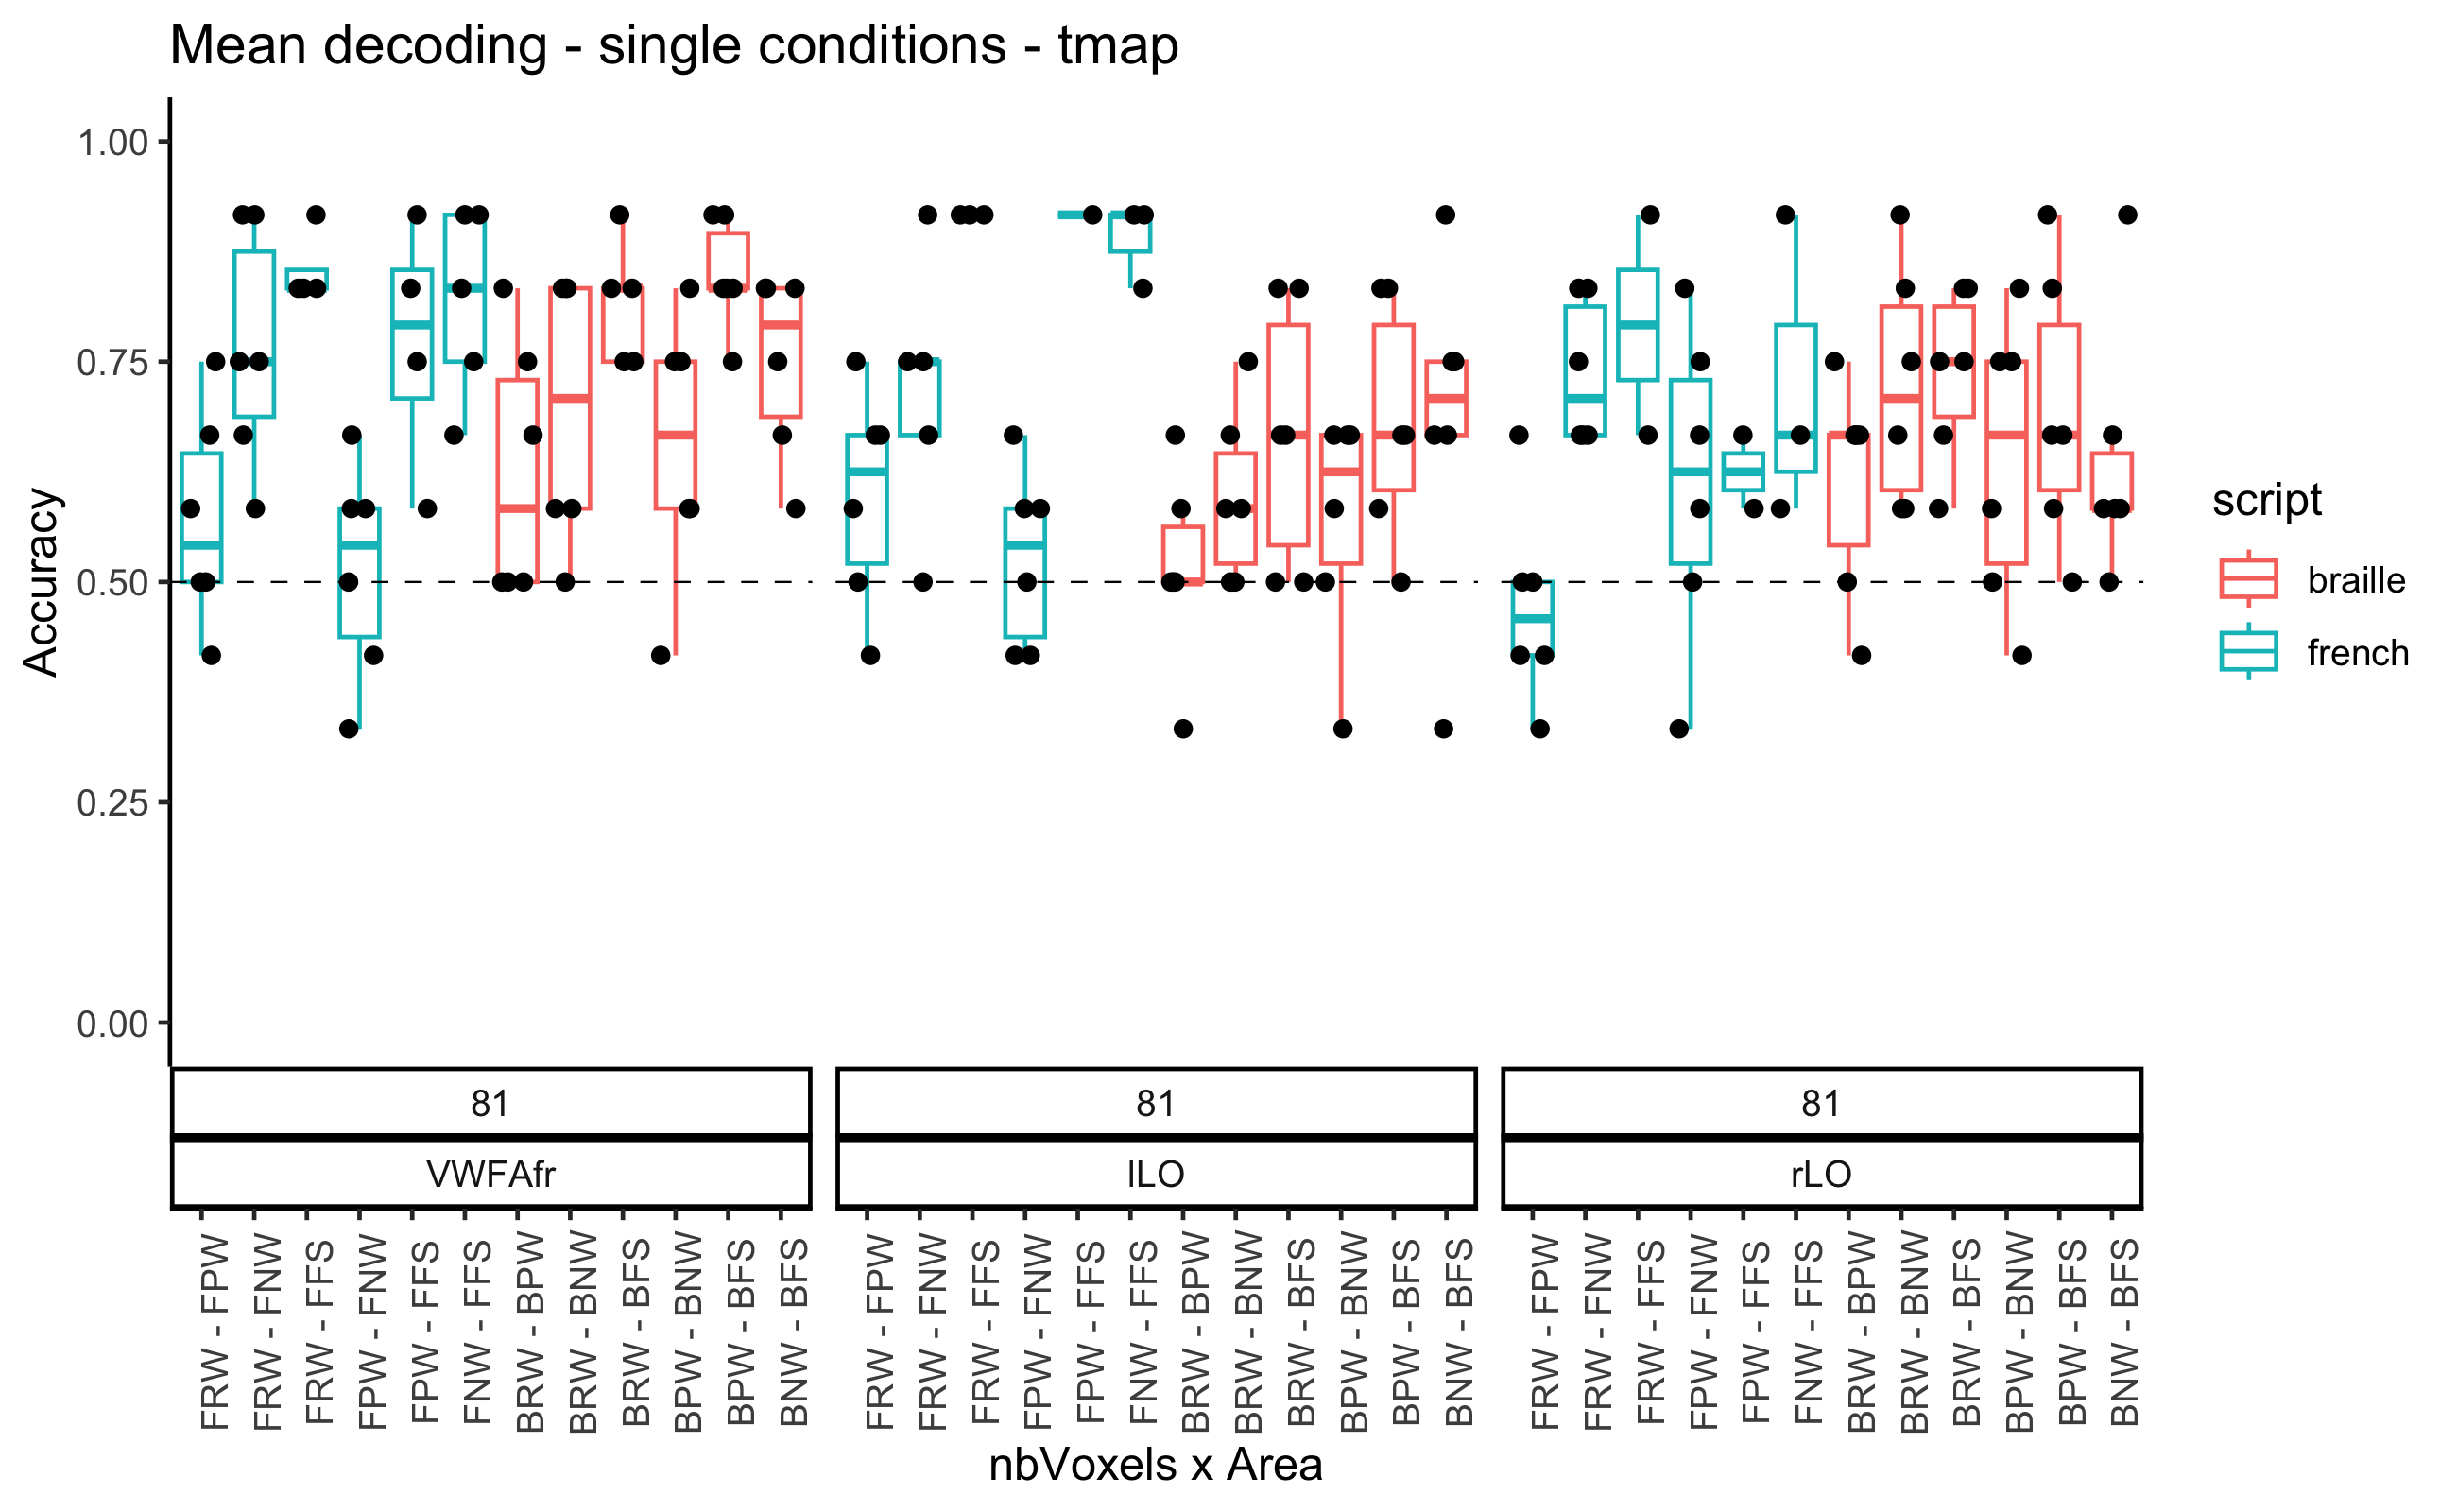 Mean decoding - single conditions - tmap
Accuracy
1.00
0.75
0.50
0.25
0.00
81
81
81
VWFAfr
lLO
rLO
FRW - FPW
FRW - FNW
FRW - FFS
FPW - FNW
FPW - FFS
FNW - FFS
BRW - BPW
BRW - BNW
BRW - BFS
BPW - BNW
BPW - BFS
BNW - BFS
FRW - FPW
FRW - FNW
FRW - FFS
FPW - FNW
FPW - FFS
FNW - FFS
BRW - BPW
BRW - BNW
BRW - BFS
BPW - BNW
BPW - BFS
BNW - BFS
FRW - FPW
FRW - FNW
FRW - FFS
FPW - FNW
FPW - FFS
FNW - FFS
BRW - BPW
BRW - BNW
BRW - BFS
BPW - BNW
BPW - BFS
BNW - BFS
nbVoxels x Area
script
braille
french